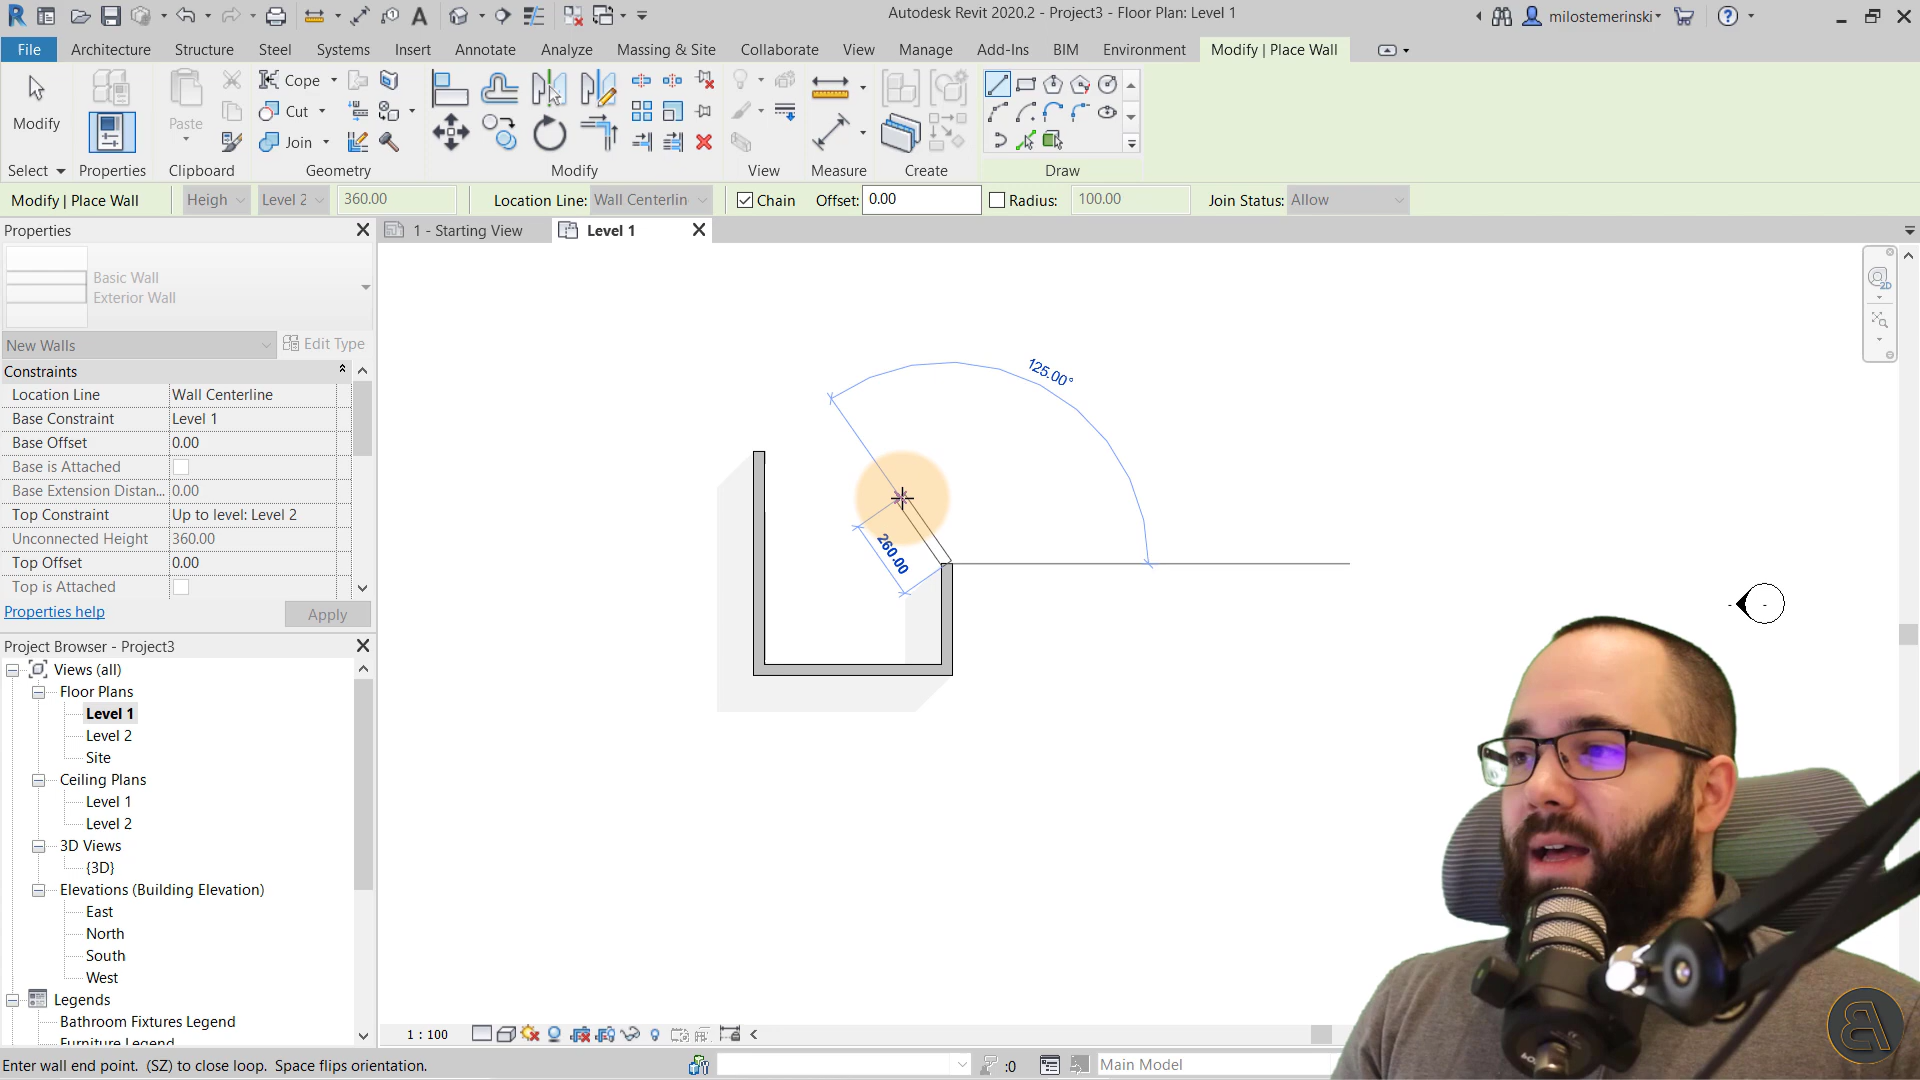 Autodesk Revit 2020.2 - Project3 - Floor Plan: Level 1
milostemerinski
File Architecture Structure Steel Systems Insert Annotate Analyze Massing & Site Collaborate View Manage Add-Ins BIM Environment Modify | Place Wall
Modify
Paste
Cope
Cut
Join
Select Properties Clipboard Geometry Modify View Measure Create Draw
Modify | Place Wall Heigh Level 2 360.00 Location Line: Wall Centerlin Chain Offset: 0.00 Radius: 100.00 Join Status: Allow
Properties
1 - Starting View
Level 1
Basic Wall
Exterior Wall
New Walls
Edit Type
Constraints
Location Line Wall Centerline
Base Constraint Level 1
Base Offset 0.00
Base is Attached
Base Extension Distan... 0.00
Top Constraint Up to level: Level 2
Unconnected Height 360.00
Top Offset 0.00
Top is Attached
Properties help
Apply
Project Browser - Project3
Views (all)
Floor Plans
Level 1
Level 2
Site
Ceiling Plans
Level 1
Level 2
3D Views
{3D}
Elevations (Building Elevation)
East
North
South
West
Legends
Bathroom Fixtures Legend
125.00°
260.00
2D
1 : 100
Enter wall end point. (SZ) to close loop. Space flips orientation.
:0
Main Model